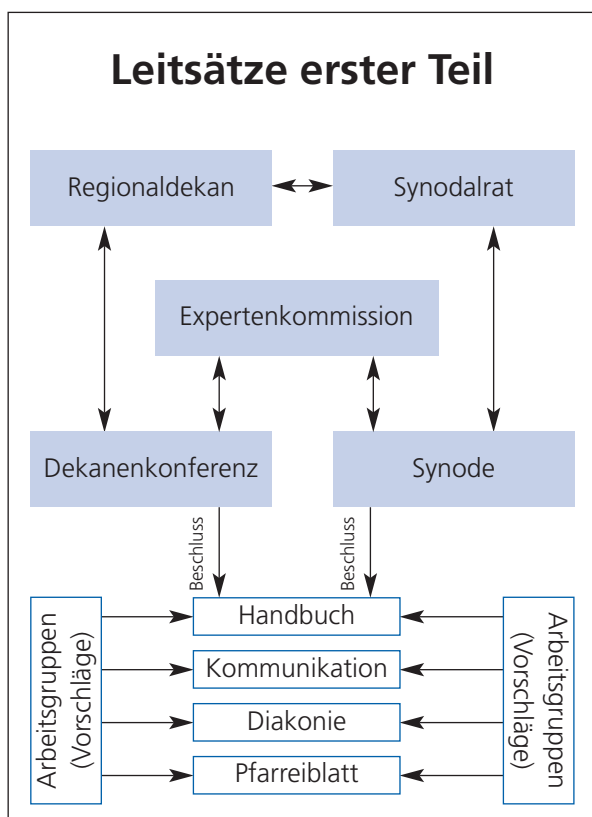 Leitsätze erster Teil
Regionaldekan
Synodalrat
Expertenkommission
Dekanenkonferenz
Synode
Beschluss
Beschluss
Arbeitsgruppen
(Vorschläge)
Handbuch
Kommunikation
Diakonie
Pfarreiblatt
Arbeitsgruppen
(Vorschläge)